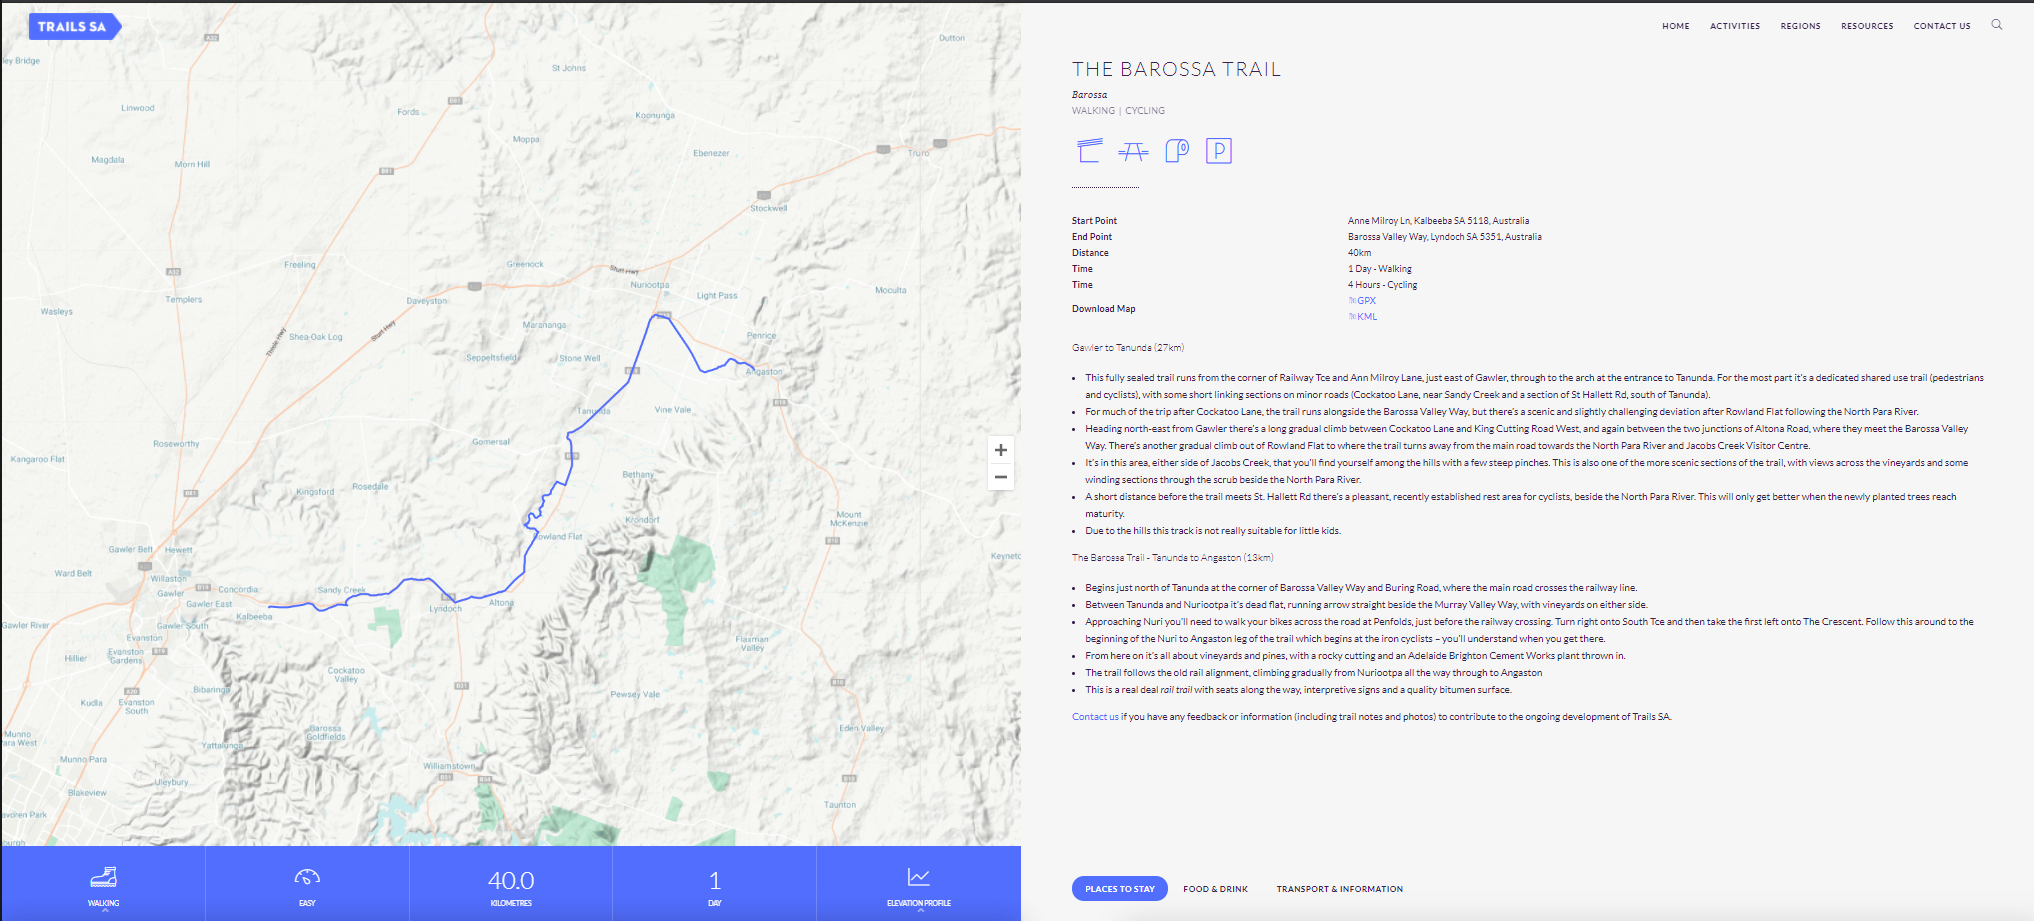 TRAILS SA
HOME ACTIVITIES REGIONS RESOURCES CONTACT US
THE BAROSSA TRAIL
Barossa
WALKING | CYCLING
P
Start Point Anne Milroy Ln, Kalbeeba SA 5118, Australia
End Point Barossa Valley Way, Lyndoch SA 5351, Australia
Distance 40km
Time 1 Day - Walking
Time 4 Hours - Cycling
Download Map
GPX
KML
Gawler to Tanunda (27km)
• This fully sealed trail runs from the corner of Railway Tce and Ann Milroy Lane, just east of Gawler, through to the arch at the entrance to Tanunda. For the most part it's a dedicated shared use trail (pedestrians
and cyclists), with some short linking sections on minor roads (Cockatoo Lane, near Sandy Creek and a section of St Hallett Rd, south of Tanunda).
• For much of the trip after Cockatoo Lane, the trail runs alongside the Barossa Valley Way, but there's a scenic and slightly challenging deviation after Rowland Flat following the North Para River.
• Heading north-east from Gawler there's a long gradual climb between Cockatoo Lane and King Cutting Road West, and again between the two junctions of Altona Road, where they meet the Barossa Valley
Way. There's another gradual climb out of Rowland Flat to where the trail turns away from the main road towards the North Para River and Jacobs Creek Visitor Centre.
• It's in this area, either side of Jacobs Creek, that you'll find yourself among the hills with a few steep pinches. This is also one of the more scenic sections of the trail, with views across the vineyards and some
winding sections through the scrub beside the North Para River.
• A short distance before the trail meets St. Hallett Rd there's a pleasant, recently established rest area for cyclists, beside the North Para River. This will only get better when the newly planted trees reach
maturity.
• Due to the hills this track is not really suitable for little kids.
The Barossa Trail - Tanunda to Angaston (13km)
• Begins just north of Tanunda at the corner of Barossa Valley Way and Buring Road, where the main road crosses the railway line.
• Between Tanunda and Nuriootpa it's dead flat, running arrow straight beside the Murray Valley Way, with vineyards on either side.
• Approaching Nuri you'll need to walk your bikes across the road at Penfolds, just before the railway crossing. Turn right onto South Tce and then take the first left onto The Crescent. Follow this around to the
beginning of the Nuri to Angaston leg of the trail which begins at the iron cyclists – you'll understand when you get there.
• From here on it's all about vineyards and pines, with a rocky cutting and an Adelaide Brighton Cement Works plant thrown in.
• The trail follows the old rail alignment, climbing gradually from Nuriootpa all the way through to Angaston
• This is a real deal rail trail with seats along the way, interpretive signs and a quality bitumen surface.
Contact us if you have any feedback or information (including trail notes and photos) to contribute to the ongoing development of Trails SA.
PLACES TO STAY FOOD & DRINK TRANSPORT & INFORMATION
A32
Dutton
ley Bridge
St Johns
B81
Linwood
Fords
Koonunga
Moppa
Magdala
Morn Hill
Ebenezer
Truro
B81
Stockwell
Greenock
Freeling
Sturt Hwy
A32
Nuriootpa
Templers
Light Pass
Moculta
Daveyston
Wasleys
Marananga
Shea-Oak Log
Thiele Hwy
Sturt Hwy
Penrice
Seppeltsfield
Stone Well
B19
Angaston
B10
Tanunda
Vine Vale
Roseworthy
Gomersal
B19
Kangaroo Flat
Bethany
Rosedale
Kingsford
B81
Mount
McKenzie
Krondorf
Rowland Flat
B10
Gawler Belt
Hewett
Keyneto
Ward Belt
Willaston
B19
Concordia
Gawler
Sandy Creek
Gawler East
Lyndoch
Altona
Kalbeeba
Gawler River
Gawler South
Evanston
Flaxman
Valley
Evanston
Gardens
B19
Hillier
Cockatoo
Valley
Bibaringa
A20
B31
B10
Kudla
Evanston
South
Pewsey Vale
Barossa
Goldfields
Eden Valley
Munno
ara West
Yattalunga
Munno Para
Williamstown
B31
B34
B10
Uleybury
Blakeview
Taunton
avoren Park
ourgh
+
−
40.0
1
WALKING
EASY
KILOMETRES
DAY
ELEVATION PROFILE